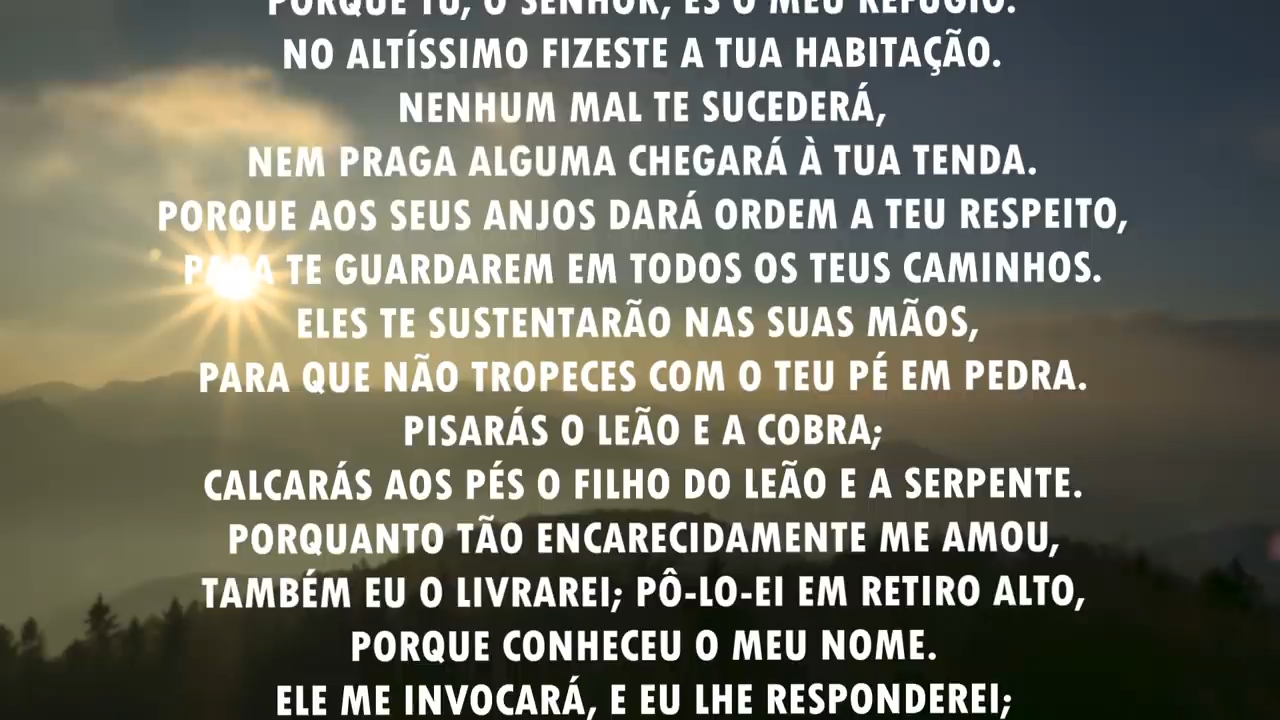 PORQUE TU, Ó SENHOR, ÉS O MEU REFÚGIO.
NO ALTÍSSIMO FIZESTE A TUA HABITAÇÃO.
NENHUM MAL TE SUCEDERÁ,
NEM PRAGA ALGUMA CHEGARÁ À TUA TENDA.
PORQUE AOS SEUS ANJOS DARÁ ORDEM A TEU RESPEITO,
PARA TE GUARDAREM EM TODOS OS TEUS CAMINHOS.
ELES TE SUSTENTARÃO NAS SUAS MÃOS,
PARA QUE NÃO TROPECES COM O TEU PÉ EM PEDRA.
PISARÁS O LEÃO E A COBRA;
CALCARÁS AOS PÉS O FILHO DO LEÃO E A SERPENTE.
PORQUANTO TÃO ENCARECIDAMENTE ME AMOU,
TAMBÉM EU O LIVRAREI; PÔ-LO-EI EM RETIRO ALTO,
PORQUE CONHECEU O MEU NOME.
ELE ME INVOCARÁ, E EU LHE RESPONDEREI;